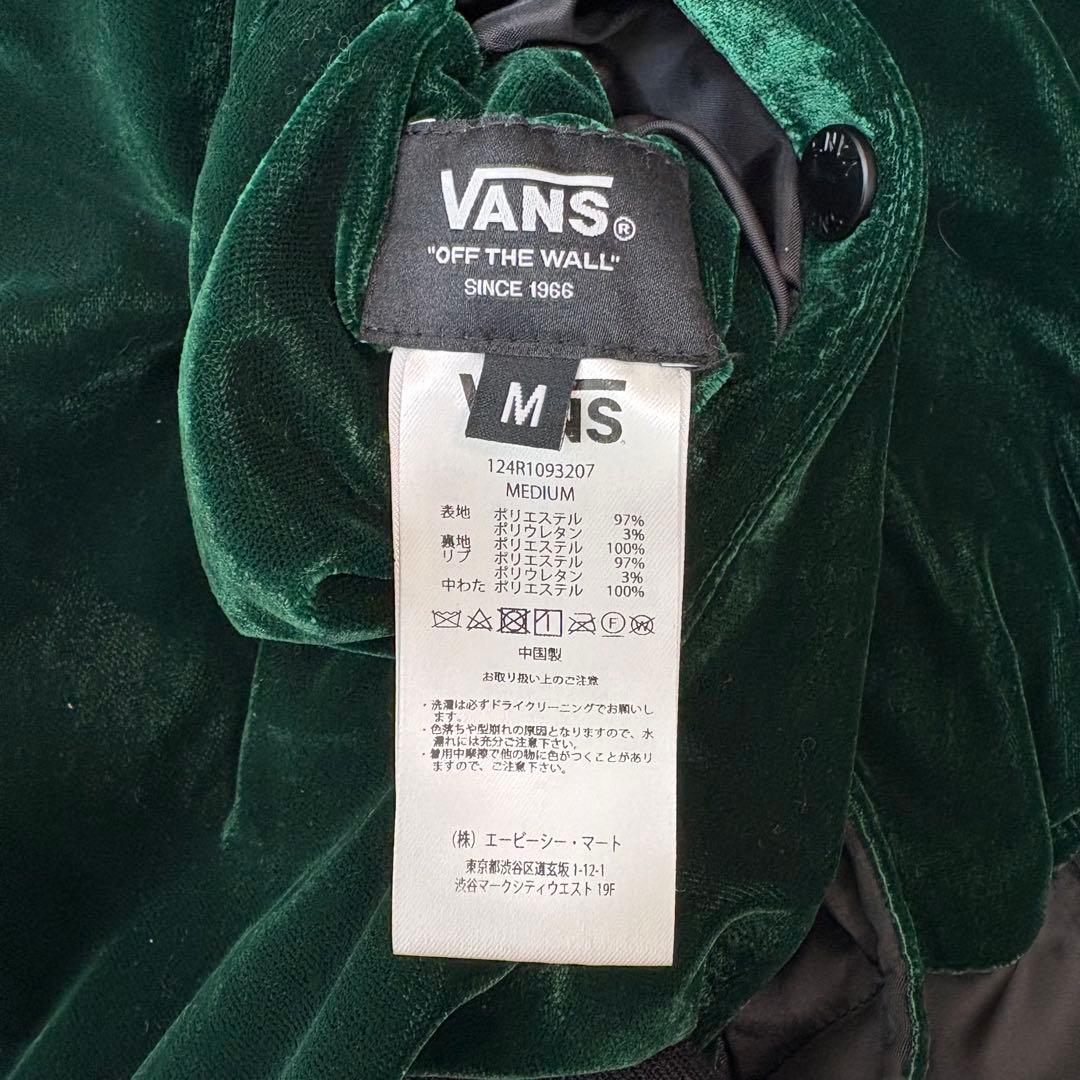 VANS®
"OFF THE WALL"
SINCE 1966
M
124R1093207
MEDIUM
表地 ポリエステル 97%
ポリウレタン 3%
裏地 ポリエステル 100%
リブ ポリエステル 97%
ポリウレタン 3%
中わた ポリエステル 100%
中国製
お取り扱い上のご注意
・洗濯は必ずドライクリーニングでお願いし
ます。
・色落ちや型崩れの原因となりますので、水
濡れには充分ご注意下さい。
・着用中摩擦で他の物に色がつくことがあり
ますので、ご注意下さい。
(株) エービーシー・マート
東京都渋谷区道玄坂 1-12-1
渋谷マークシティウエスト 19F